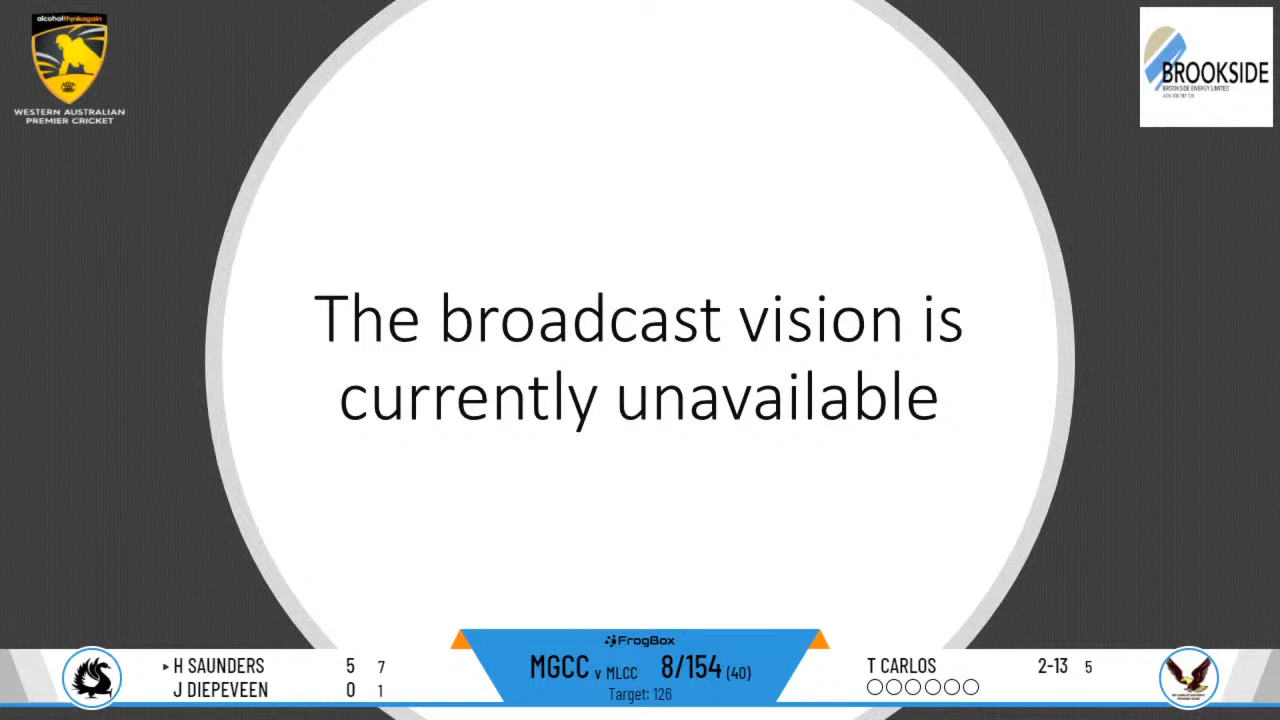 alcoholthinkagain
WESTERN AUSTRALIAN
PREMIER CRICKET
BROOKSIDE
BROOKSIDE ENERGY LIMITED
The broadcast vision is
currently unavailable
FrogBox
H SAUNDERS 5 7
J DIEPEVEEN 0 1
MGCC v MLCC 8/154 (40)
Target: 126
T CARLOS 2-13 5